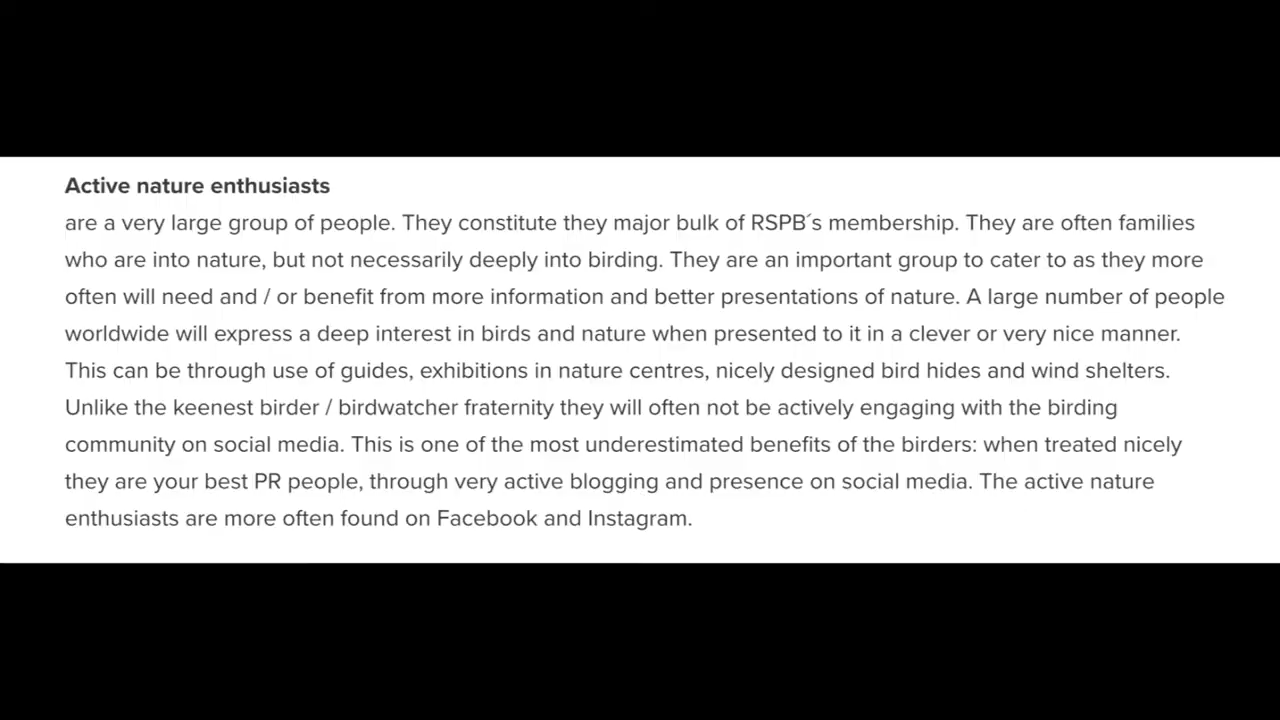 Active nature enthusiasts
are a very large group of people. They constitute they major bulk of RSPB´s membership. They are often families
who are into nature, but not necessarily deeply into birding. They are an important group to cater to as they more
often will need and / or benefit from more information and better presentations of nature. A large number of people
worldwide will express a deep interest in birds and nature when presented to it in a clever or very nice manner.
This can be through use of guides, exhibitions in nature centres, nicely designed bird hides and wind shelters.
Unlike the keenest birder / birdwatcher fraternity they will often not be actively engaging with the birding
community on social media. This is one of the most underestimated benefits of the birders: when treated nicely
they are your best PR people, through very active blogging and presence on social media. The active nature
enthusiasts are more often found on Facebook and Instagram.